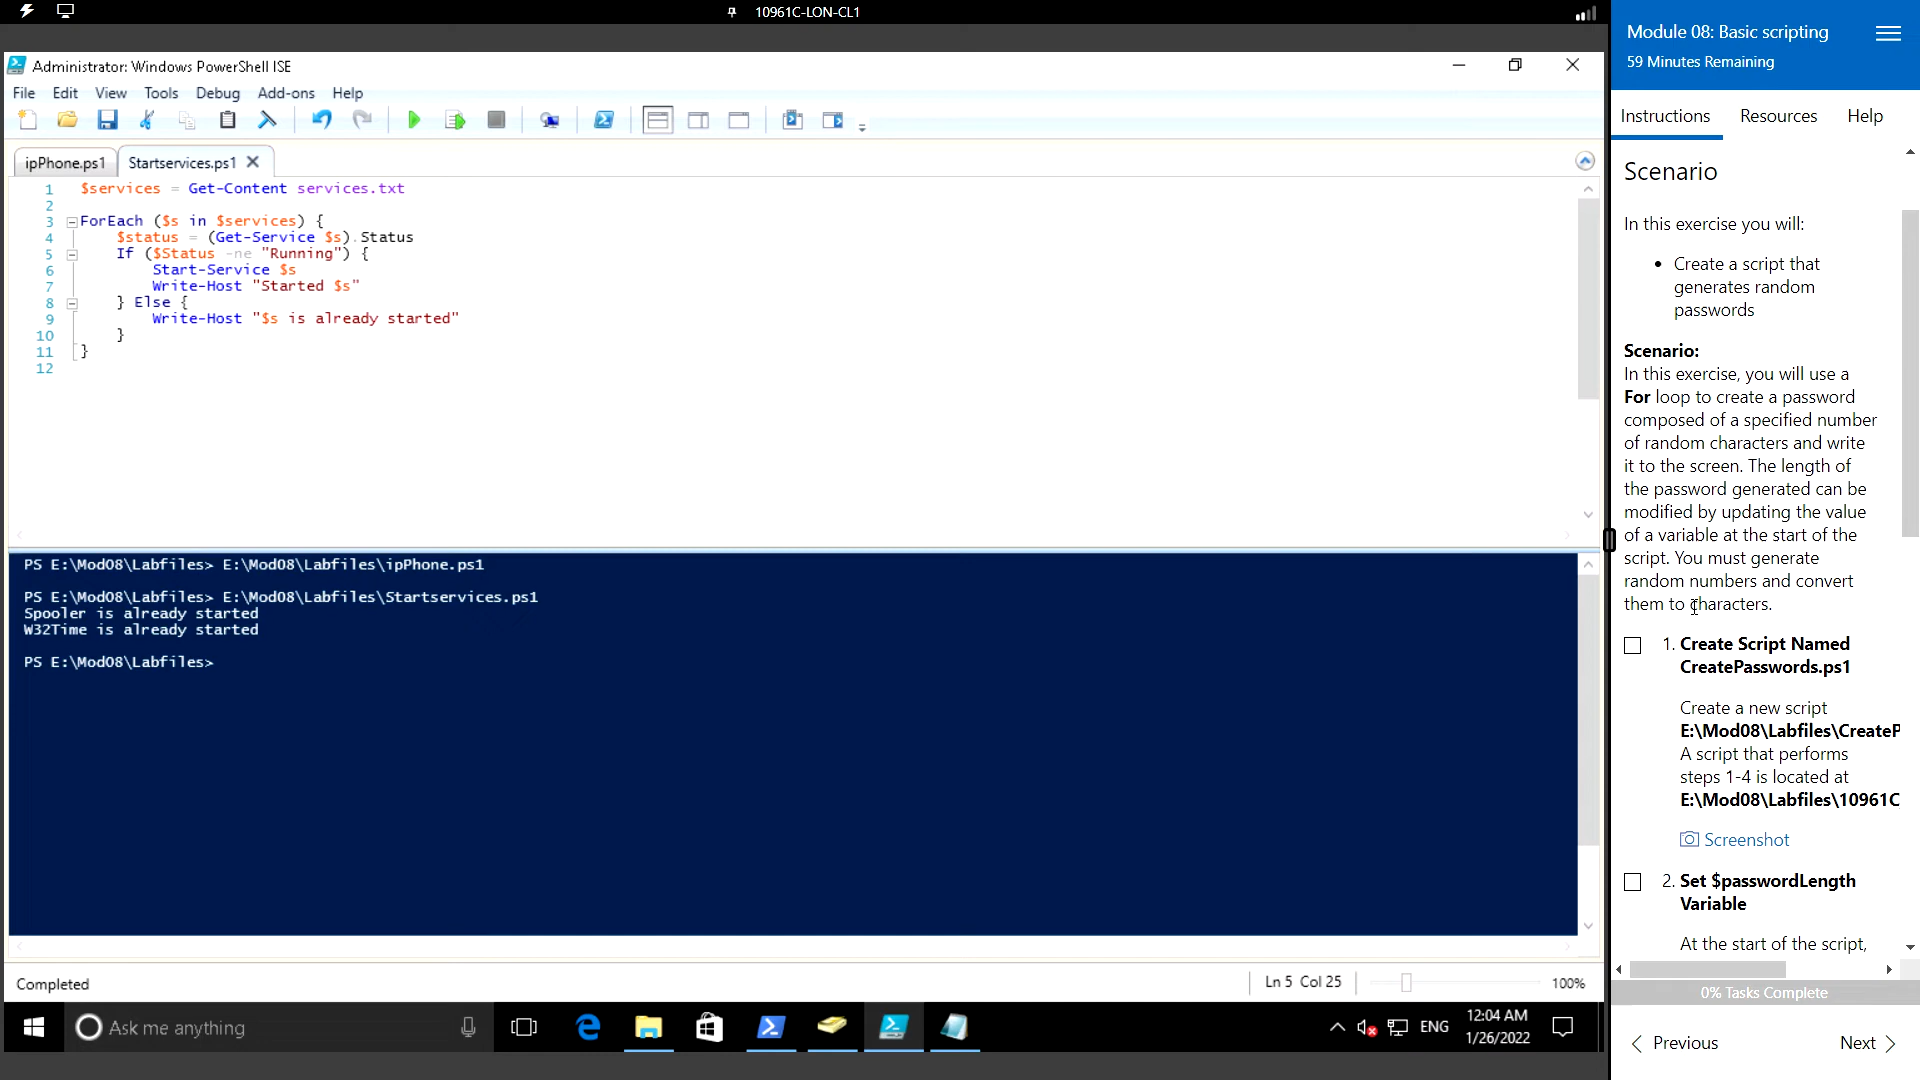 10961C-LON-CL1
Administrator: Windows PowerShell ISE
File Edit View Tools Debug Add-ons Help
ipPhone.ps1 Startservices.ps1
1 $services = Get-Content services.txt
2
3 ForEach ($s in $services) {
4 $status = (Get-Service $s).Status
5 If ($Status -ne "Running") {
6 Start-Service $s
7 Write-Host "Started $s"
8 } Else {
9 Write-Host "$s is already started"
10 }
11 }
12
PS E:\Mod08\Labfiles> E:\Mod08\Labfiles\ipPhone.ps1
PS E:\Mod08\Labfiles> E:\Mod08\Labfiles\Startservices.ps1
Spooler is already started
W32Time is already started
PS E:\Mod08\Labfiles>
Completed
Ln 5 Col 25
100%
Ask me anything
ENG
12:04 AM
1/26/2022
Module 08: Basic scripting
59 Minutes Remaining
Instructions Resources Help
Scenario
In this exercise you will:
• Create a script that
generates random
passwords
Scenario:
In this exercise, you will use a
For loop to create a password
composed of a specified number
of random characters and write
it to the screen. The length of
the password generated can be
modified by updating the value
of a variable at the start of the
script. You must generate
random numbers and convert
them to characters.
1. Create Script Named
CreatePasswords.ps1
Create a new script
E:\Mod08\Labfiles\CreateP
A script that performs
steps 1-4 is located at
E:\Mod08\Labfiles\10961C
Screenshot
2. Set $passwordLength
Variable
At the start of the script,
0% Tasks Complete
Previous
Next